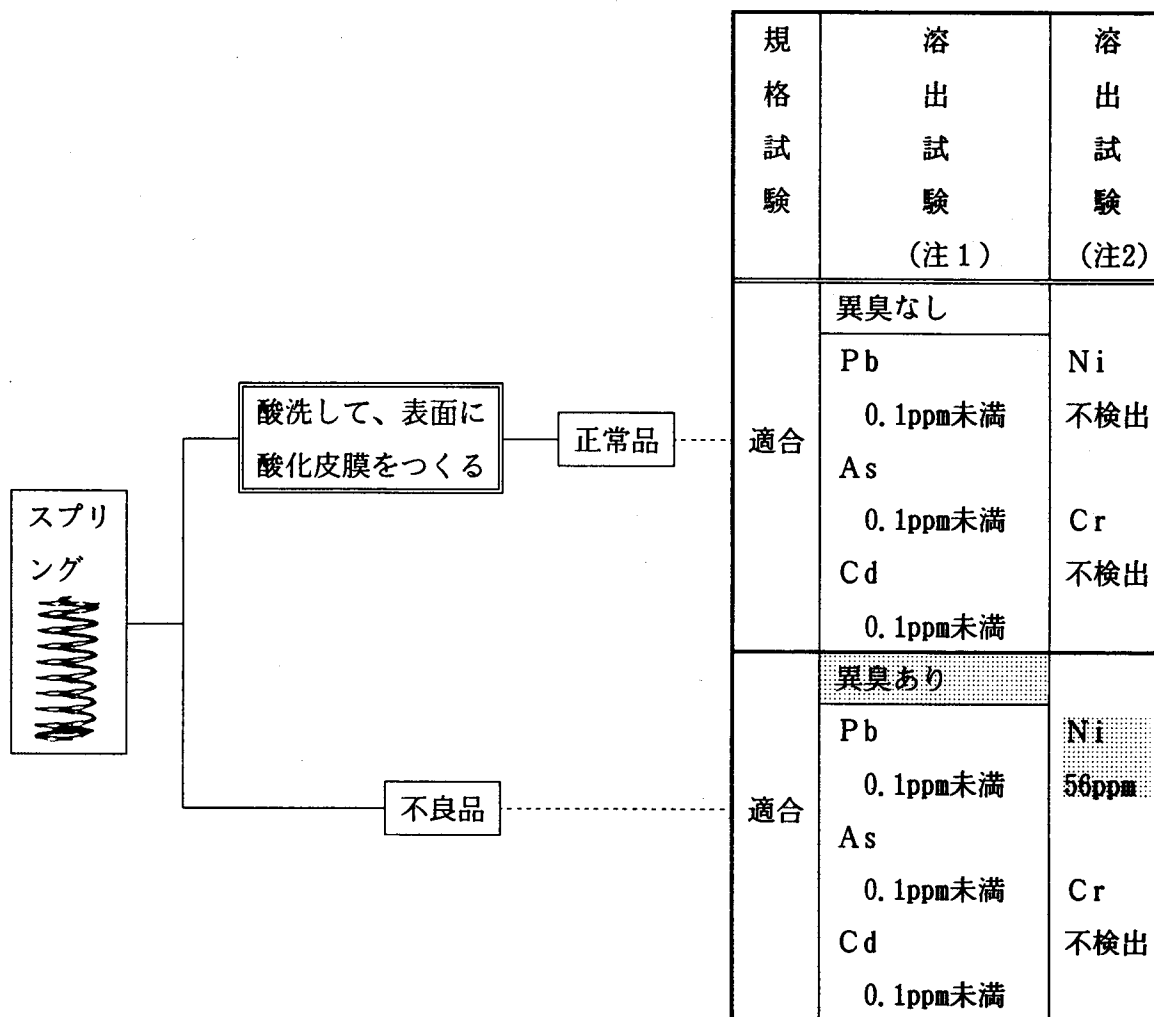 規格試験
溶出試験(注1)
溶出試験(注2)
スプリ
ング
酸洗して、表面に
酸化皮膜をつくる
正常品
適合
異臭なし
Pb
0.1ppm未満
As
0.1ppm未満
Cd
0.1ppm未満
Ni
不検出
Cr
不検出
不良品
適合
異臭あり
Pb
0.1ppm未満
As
0.1ppm未満
Cd
0.1ppm未満
Ni
56ppm
Cr
不検出